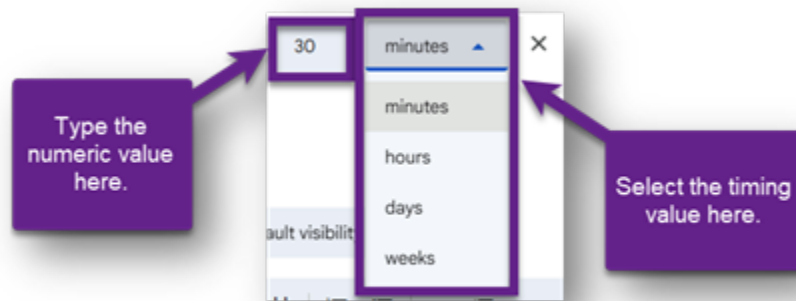 30
minutes
×
Type the
numeric value
here.
minutes
hours
Select the timing
value here.
days
ault visibilit
weeks